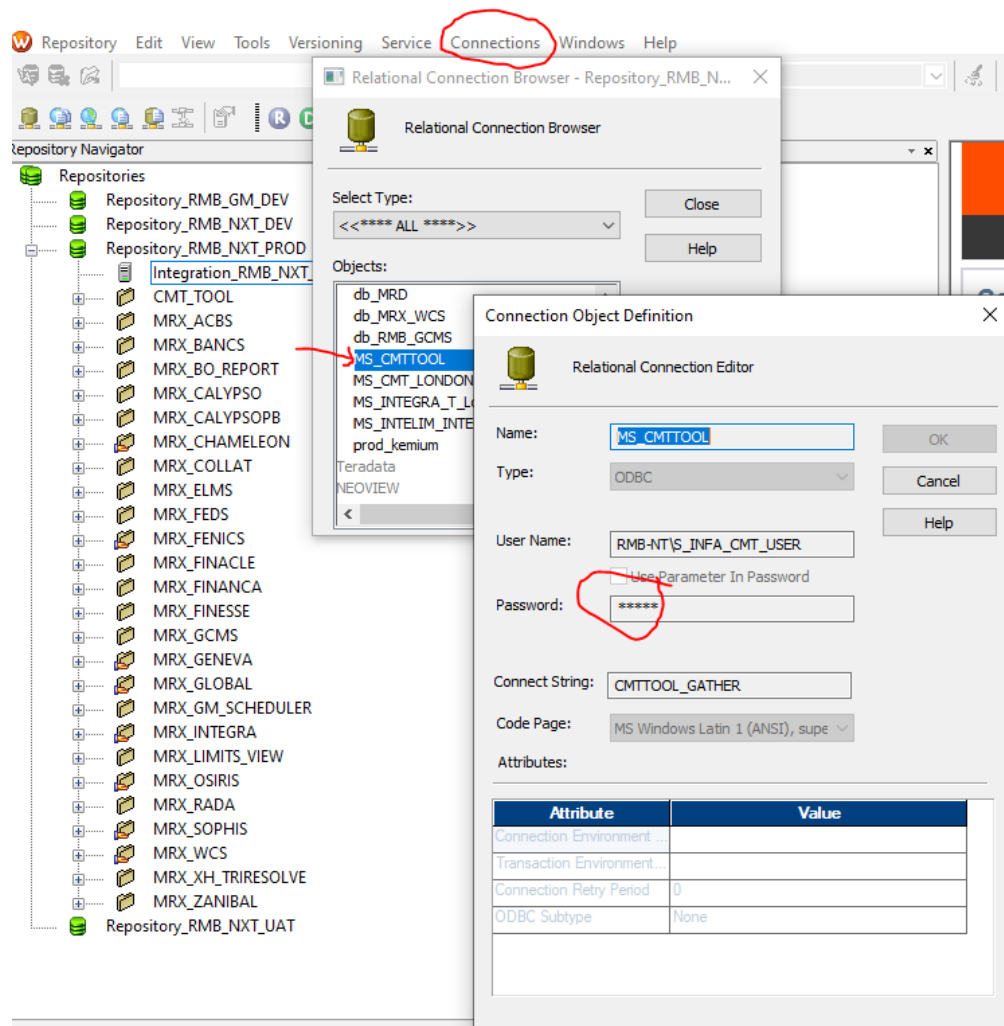 Repository Edit View Tools Versioning Service Connections Windows Help
Relational Connection Browser - Repository_RMB_N...
Relational Connection Browser
Select Type:
<<**** ALL ****>>
Close
Help
Objects:
db_MRD
db_MRX_WCS
db_RMB_GCMS
MS_CMTTOOL
MS_CMT_LONDON
MS_INTEGRA_T_L
MS_INTELIM_INTE
prod_kemium
Teradata
NEOVIEW
Repository Navigator
Repositories
Repository_RMB_GM_DEV
Repository_RMB_NXT_DEV
Repository_RMB_NXT_PROD
Integration_RMB_NXT_
CMT_TOOL
MRX_ACBS
MRX_BANCS
MRX_BO_REPORT
MRX_CALYPSO
MRX_CALYPSOPB
MRX_CHAMELEON
MRX_COLLAT
MRX_ELMS
MRX_FEDS
MRX_FENICS
MRX_FINACLE
MRX_FINANCA
MRX_FINESSE
MRX_GCMS
MRX_GENEVA
MRX_GLOBAL
MRX_GM_SCHEDULER
MRX_INTEGRA
MRX_LIMITS_VIEW
MRX_OSIRIS
MRX_RADA
MRX_SOPHIS
MRX_WCS
MRX_XH_TRIRESOLVE
MRX_ZANIBAL
Repository_RMB_NXT_UAT
Connection Object Definition
Relational Connection Editor
Name: MS_CMTTOOL
OK
Type: ODBC
Cancel
Help
User Name: RMB-NT\S_INFA_CMT_USER
Use Parameter In Password
Password: *****
Connect String: CMTTOOL_GATHER
Code Page: MS Windows Latin 1 (ANSI), supe
Attributes:
Attribute Value
Connection Environment ...
Transaction Environment...
Connection Retry Period 0
ODBC Subtype None